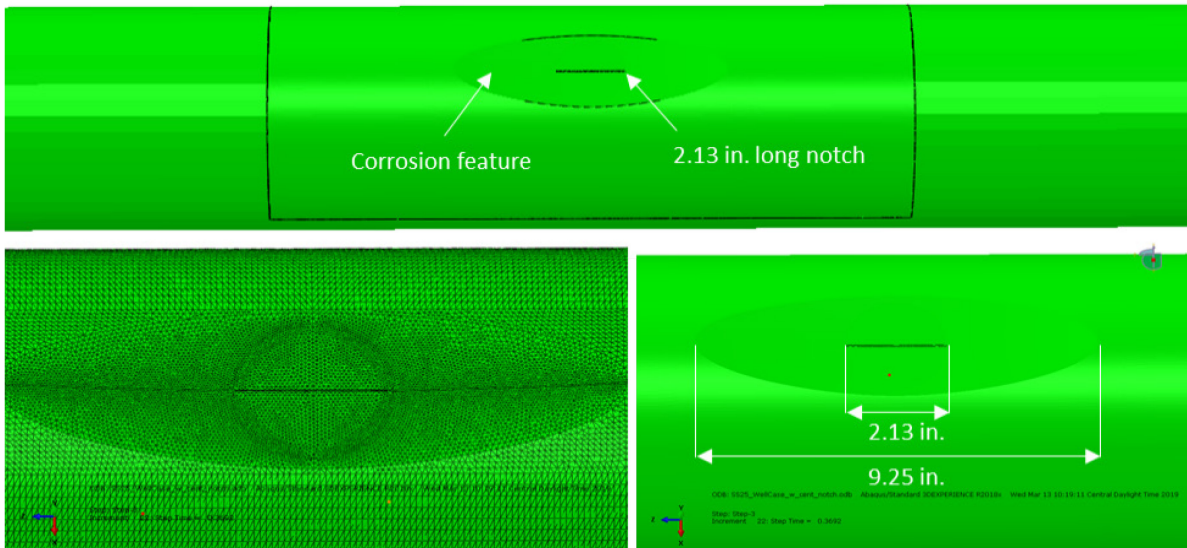 Corrosion feature
2.13 in. long notch
2.13 in.
9.25 in.
ODB: SS25_WellCase_w_icent_notch.odb Abaqus/Standard 3DEXPERIENCE R2018x Wed Mar 13 10:19:11 Central Daylight Time 2019
Step: Step-3
Increment 22: Step Time = 0.3692
Y
Z
X
Y
Z
X